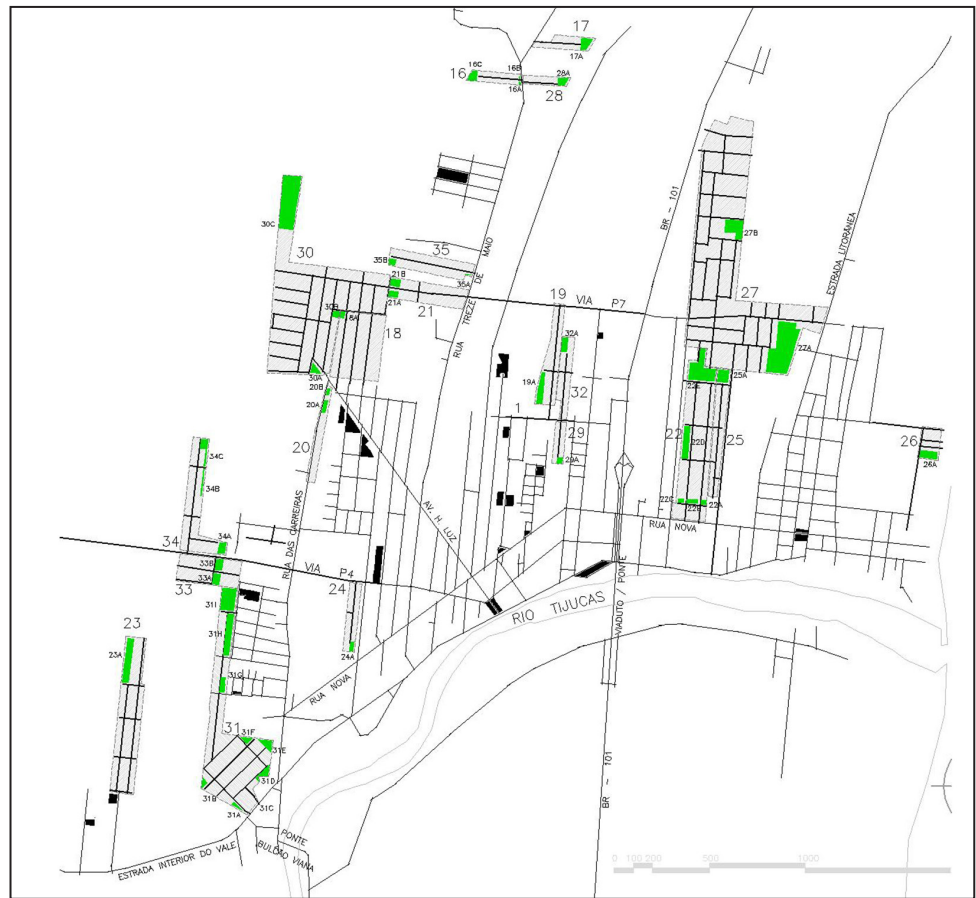 17
17A
16C
16B
16
16A
28A
28
BR - 101
30C
27B
ESTRADA LITORÂNEA
35
35B
35A
RUA TREZE DE MAIO
30
21B
21A
21
30B
18
19
VIA P7
27
32A
27A
30A
20B
20A
19A
32
25A
22E
1
20
29
29A
22
22D
25
26
26A
34C
34B
AV. H. LUZ
22C
22B
22A
RUA NOVA
RUA DAS CARREIRAS
34
34A
33B
33A
33
VIA P4
24
31I
31H
24A
RIO TIJUCAS
VIADUTO / PONTE
23
23A
31G
RUA NOVA
31
31F
31E
31D
31C
31B
31A
BR - 101
PONTE
BULCÃO VIANA
ESTRADA INTERIOR DO VALE
0 100 200 500 1000